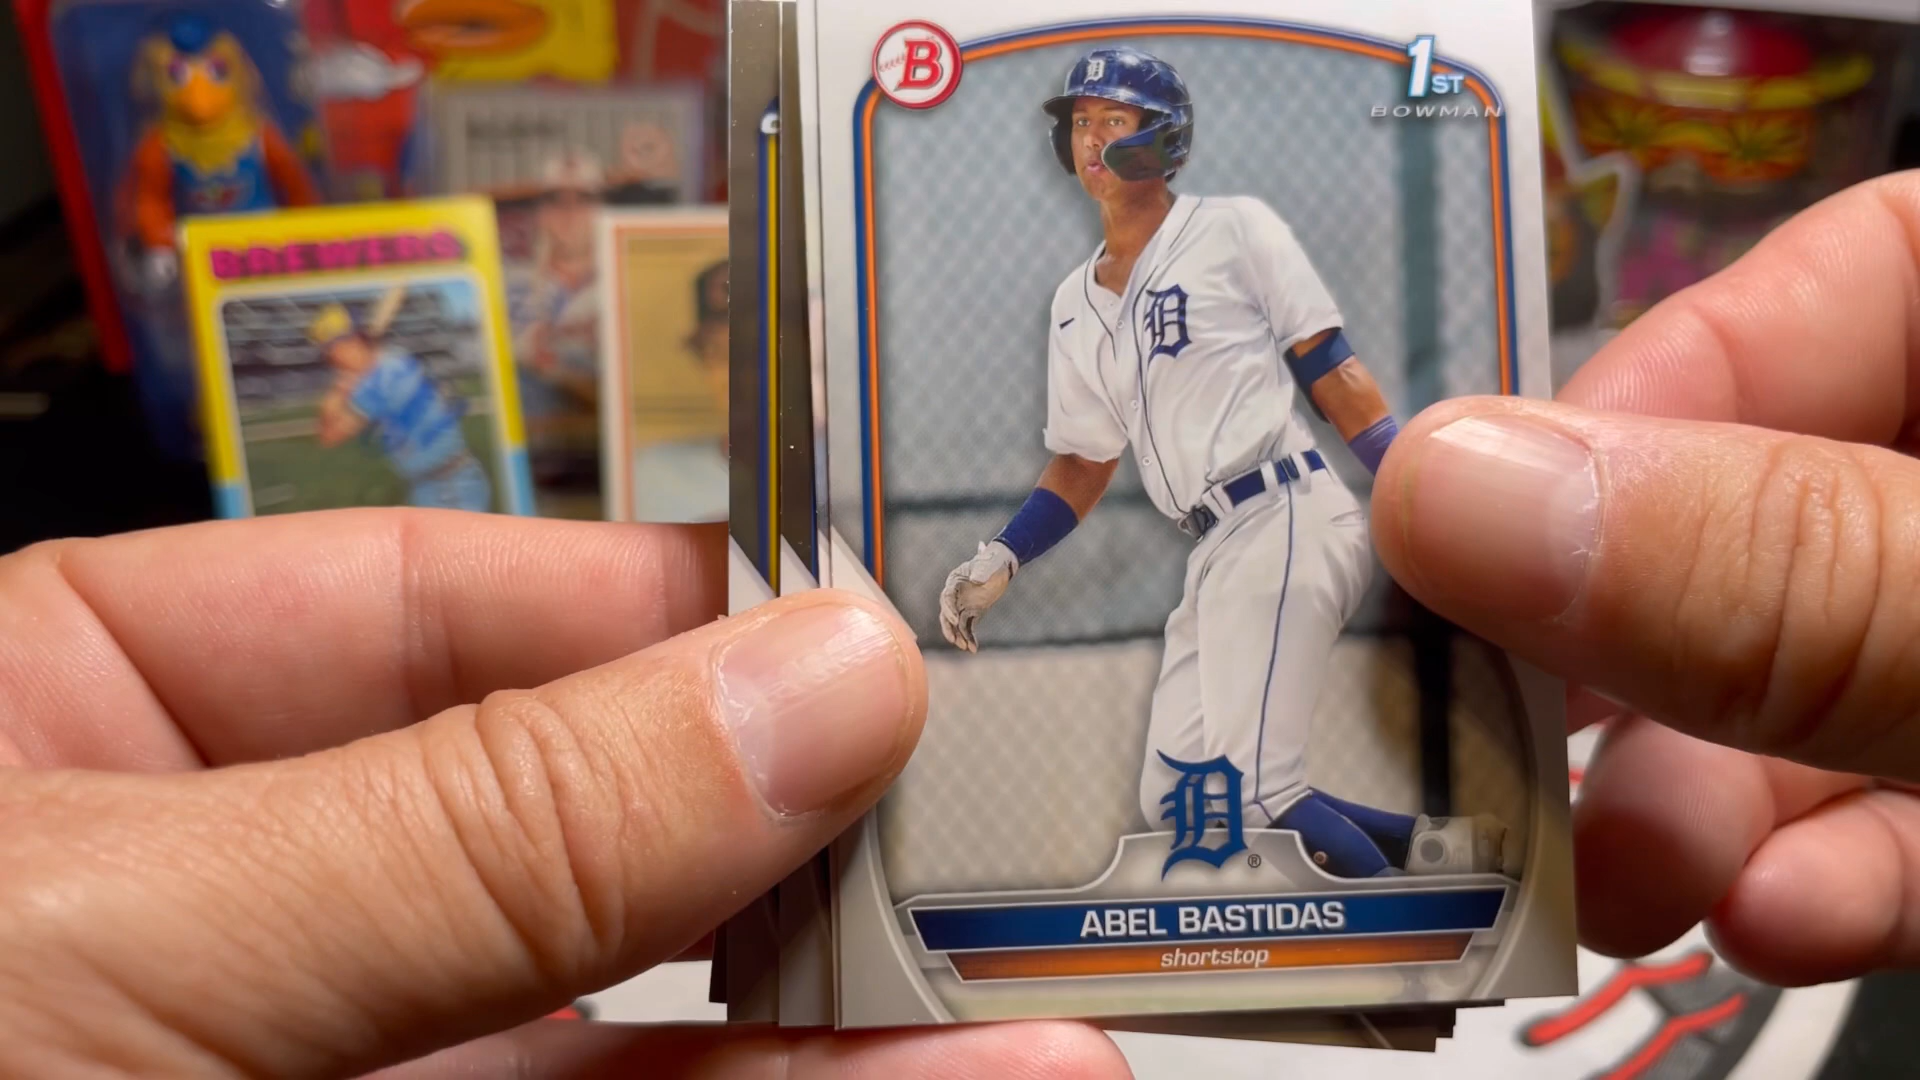 B
1ST
BOWMAN
BREWERS
D
D
D
®
ABEL BASTIDAS
shortstop